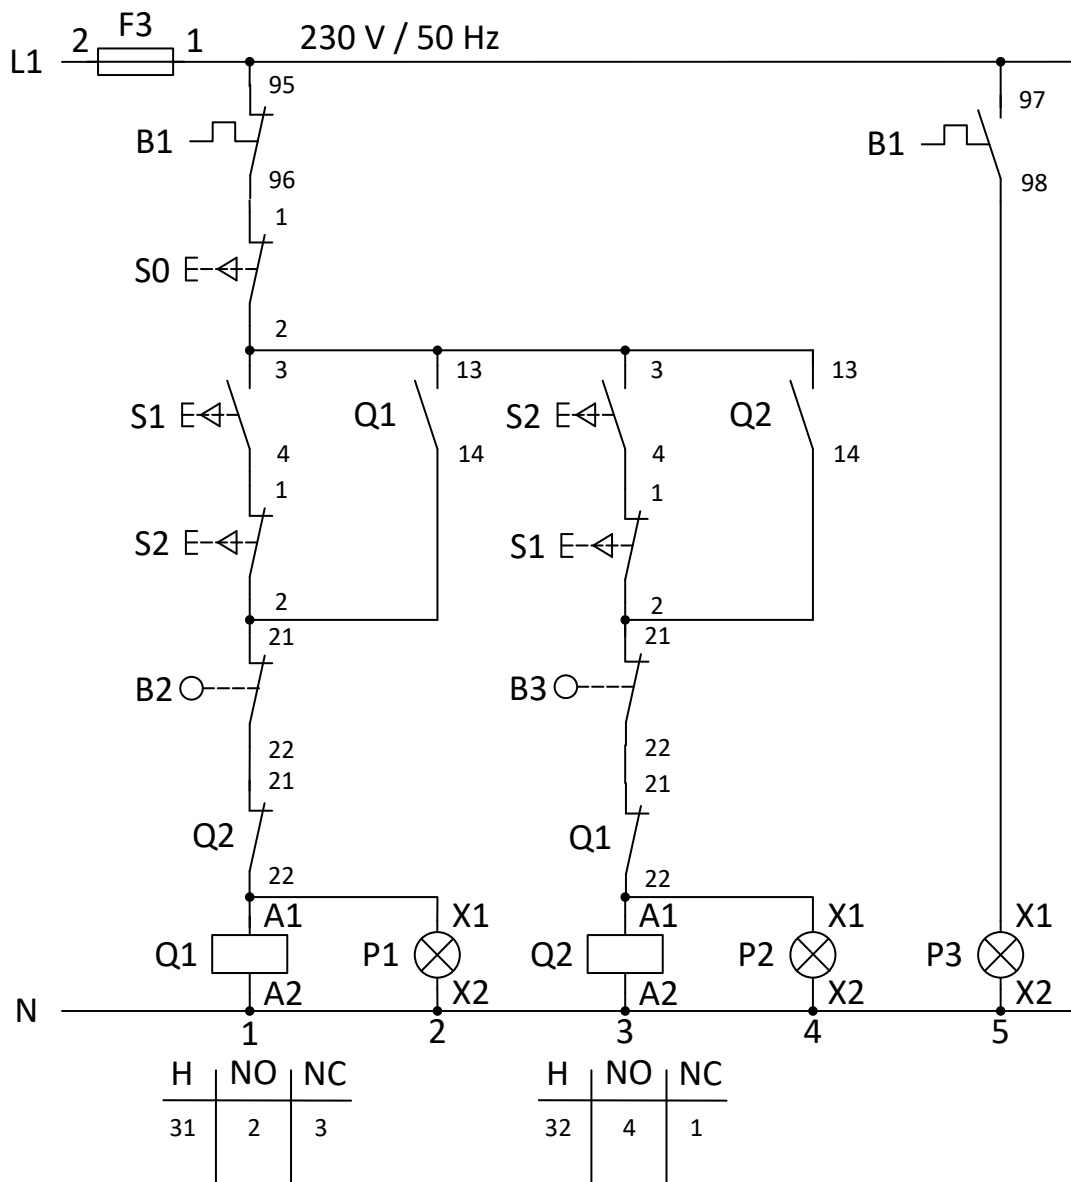 F3
2 1 230 V / 50 Hz
L1
95 97
B1 B1
96 98
1
S0
2
3 13 3 13
S1 Q1 S2 Q2
4 14 4 14
1 1
S2 S1
2 2
21 21
B2 B3
22 22
21 21
Q2 Q1
22 22
A1 X1 A1 X1 X1
Q1 P1 Q2 P2 P3
A2 X2 A2 X2 X2
N
1 2 3 4 5
H NO NC H NO NC
31 2 3 32 4 1